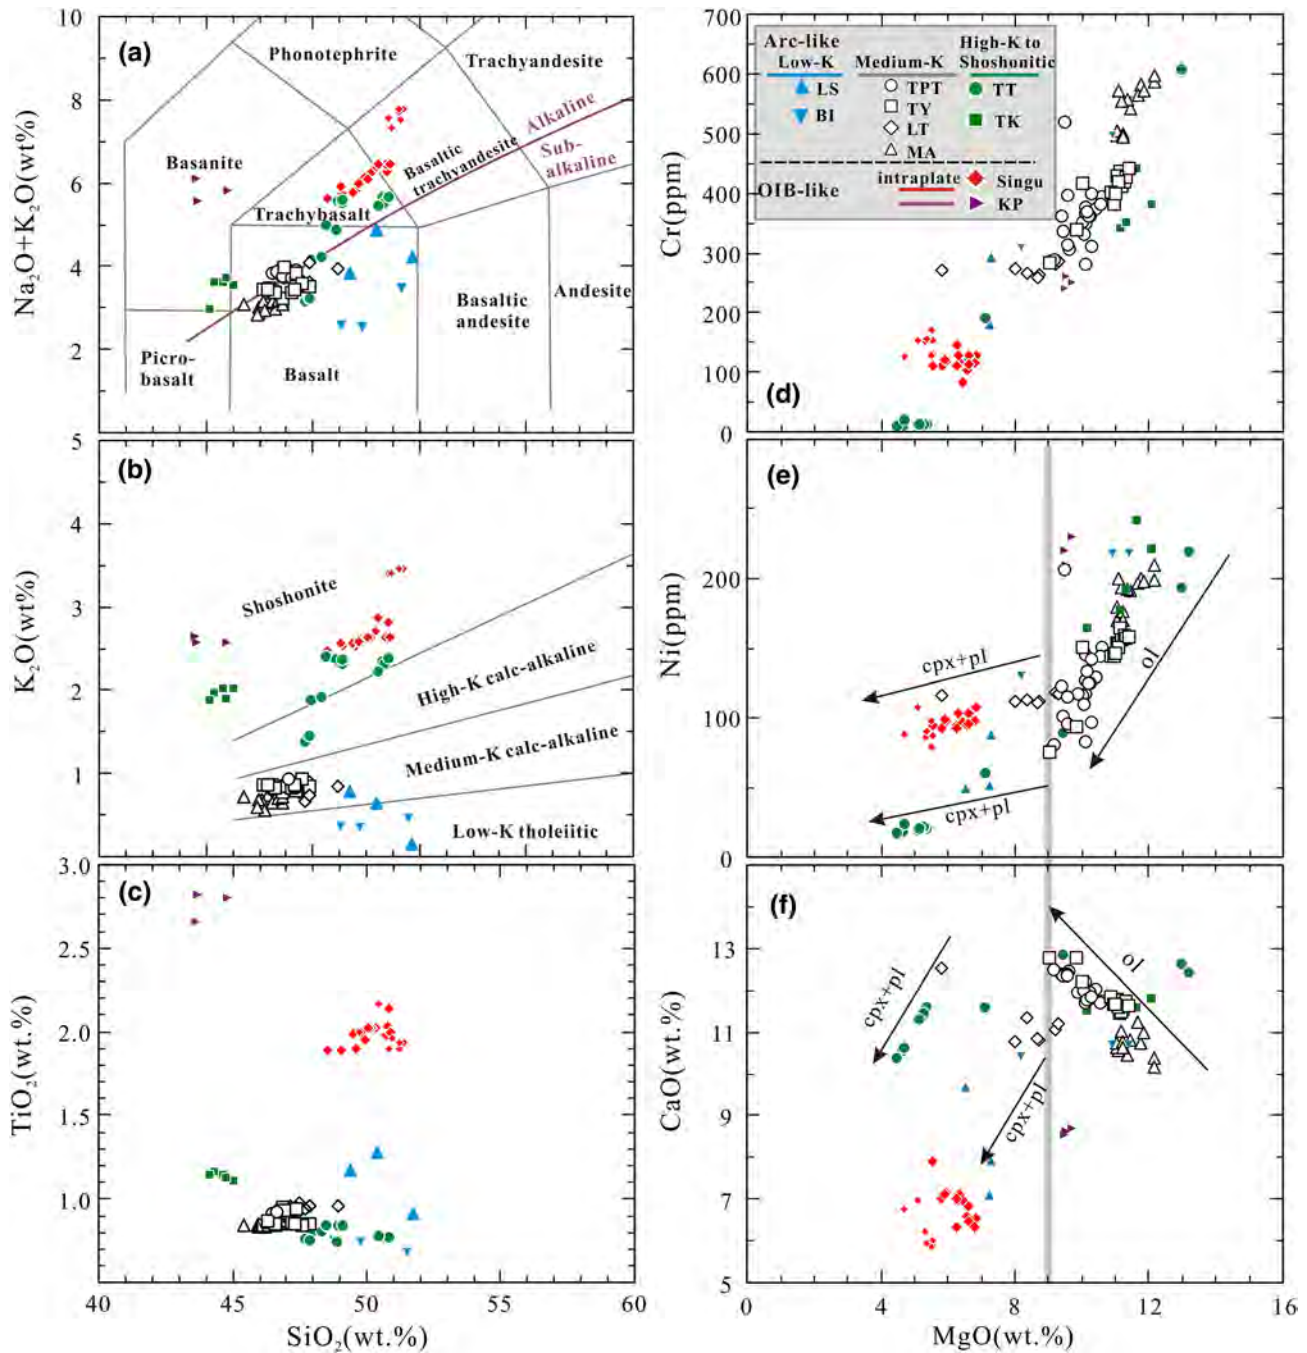 (a)
Phonotephrite
Trachyandesite
Basanite
Basaltic
trachyandesite
Alkaline
Sub-
alkaline
Trachybasalt
Picro-
basalt
Basalt
Basaltic
andesite
Andesite
Na₂O+K₂O(wt%)
10
8
6
4
2
(b)
Shoshonite
High-K calc-alkaline
Medium-K calc-alkaline
Low-K tholeiitic
K₂O(wt%)
5
4
3
2
1
0
(c)
TiO₂(wt.%)
3.0
2.5
2.0
1.5
1.0
40
45
50
55
60
SiO₂(wt.%)
Arc-like
Low-K
Medium-K
High-K to
Shoshonitic
LS
TPT
TT
BI
TY
TK
LT
MA
OIB-like
intraplate
Singu
KP
(d)
Cr(ppm)
700
600
500
400
300
200
100
0
(e)
cpx+pl
cpx+pl
ol
Ni(ppm)
200
100
0
(f)
cpx+pl
cpx+pl
ol
CaO(wt.%)
13
11
9
7
5
0
4
8
12
16
MgO(wt.%)